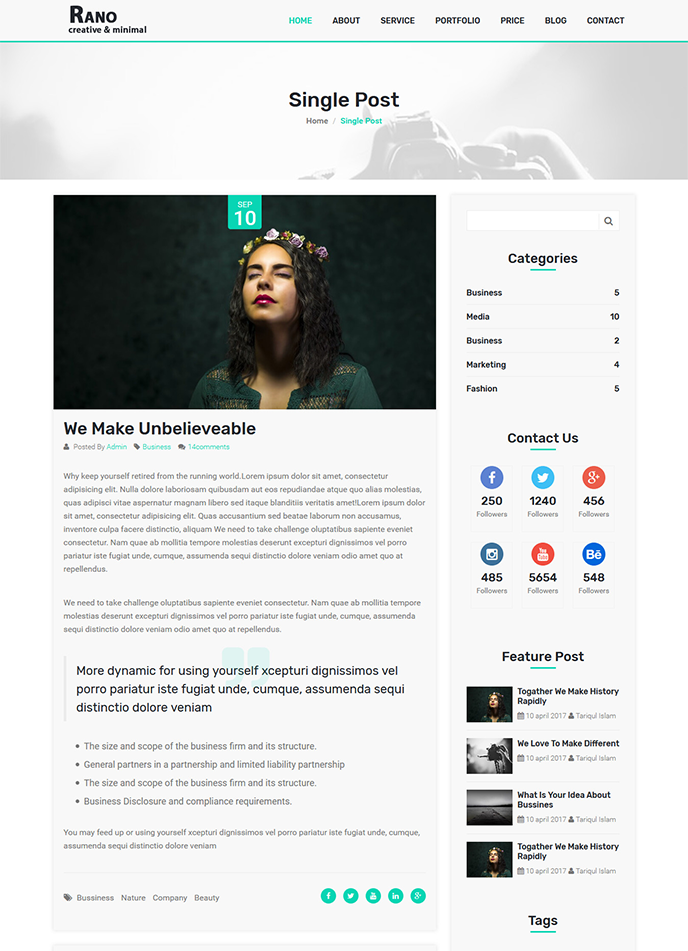 RANO
creative & minimal
HOME ABOUT SERVICE PORTFOLIO PRICE BLOG CONTACT
Single Post
Home / Single Post
SEP
10
We Make Unbelieveable
Posted By Admin Business 14comments
Why keep yourself retired from the running world.Lorem ipsum dolor sit amet, consectetur
adipisicing elit. Nulla dolore laboriosam quibusdam aut eos repudiandae atque quo alias molestias,
quas adipisci vitae aspernatur magnam libero sed itaque blanditiis veritatis amet!Lorem ipsum dolor
sit amet, consectetur adipisicing elit. Quas accusantium sed beatae laborum non accusamus,
inventore culpa facere distinctio, aliquam We need to take challenge oluptatibus sapiente eveniet
consectetur. Nam quae ab mollitia tempore molestias deserunt excepturi dignissimos vel porro
pariatur iste fugiat unde, cumque, assumenda sequi distinctio dolore veniam odio amet quo at
repellendus.
We need to take challenge oluptatibus sapiente eveniet consectetur. Nam quae ab mollitia tempore
molestias deserunt excepturi dignissimos vel porro pariatur iste fugiat unde, cumque, assumenda
sequi distinctio dolore veniam odio amet quo at repellendus.
More dynamic for using yourself xcepturi dignissimos vel
porro pariatur iste fugiat unde, cumque, assumenda sequi
distinctio dolore veniam
The size and scope of the business firm and its structure.
General partners in a partnership and limited liability partnership
The size and scope of the business firm and its structure.
Business Disclosure and compliance requirements.
You may feed up or using yourself xcepturi dignissimos vel porro pariatur iste fugiat unde, cumque,
assumenda sequi distinctio dolore veniam
Bussiness Nature Company Beauty
Categories
Business 5
Media 10
Business 2
Marketing 4
Fashion 5
Contact Us
250 1240 456
Followers Followers Followers
485 5654 548
Followers Followers Followers
Feature Post
Togather We Make History
Rapidly
10 april 2017 Tariqul Islam
We Love To Make Different
10 april 2017 Tariqul Islam
What Is Your Idea About
Bussines
10 april 2017 Tariqul Islam
Togather We Make History
Rapidly
10 april 2017 Tariqul Islam
Tags